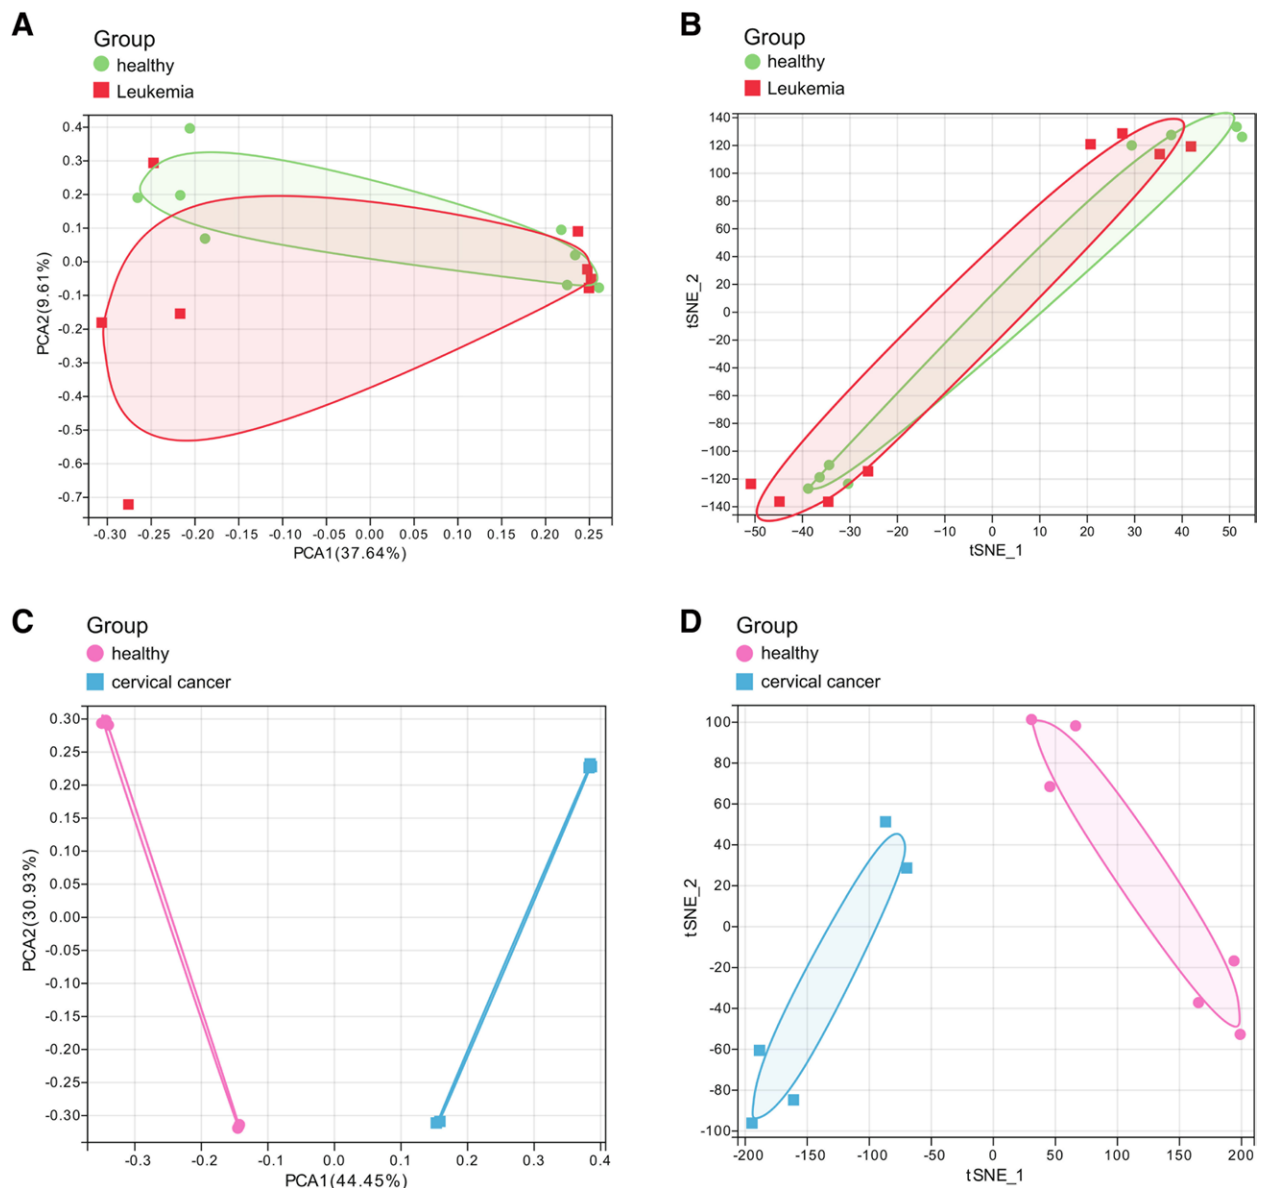 A
Group
healthy
Leukemia
0.4
0.3
0.2
0.1
0.0
-0.1
-0.2
-0.3
-0.4
-0.5
-0.6
-0.7
PCA2(9.61%)
-0.30 -0.25 -0.20 -0.15 -0.10 -0.05 0.00 0.05 0.10 0.15 0.20 0.25
PCA1(37.64%)
B
Group
healthy
Leukemia
140
120
100
80
60
40
20
0
−20
−40
−60
−80
−100
−120
−140
tSNE_2
−50 −40 −30 −20 −10 0 10 20 30 40 50
tSNE_1
C
Group
healthy
cervical cancer
0.30
0.25
0.20
0.15
0.10
0.05
0.00
-0.05
-0.10
-0.15
-0.20
-0.25
-0.30
PCA2(30.93%)
-0.3 -0.2 -0.1 0.0 0.1 0.2 0.3 0.4
PCA1(44.45%)
D
Group
healthy
cervical cancer
100
80
60
40
20
0
-20
-40
-60
-80
-100
tSNE_2
-200 -150 -100 -50 0 50 100 150 200
tSNE_1